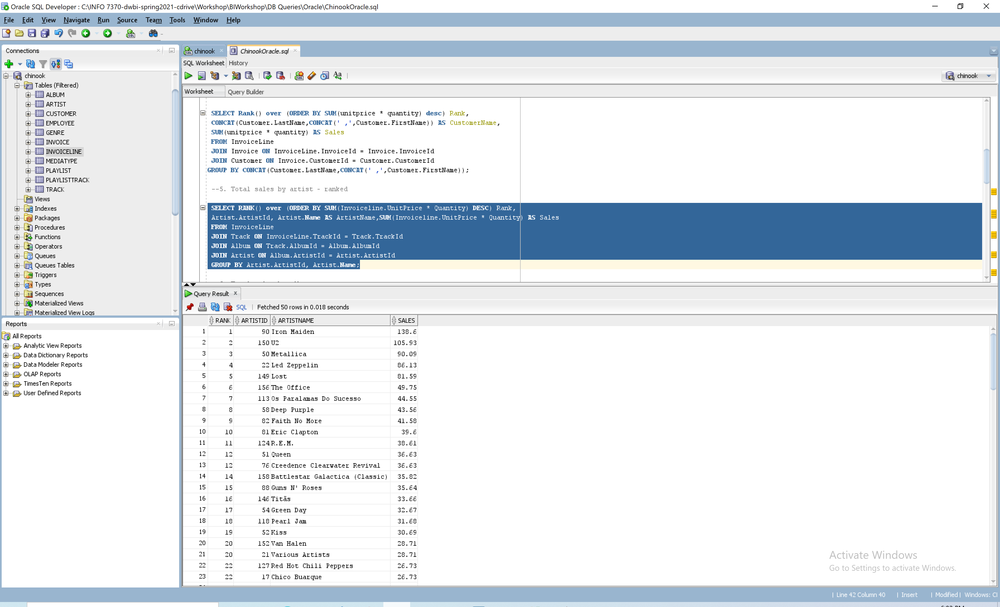 Oracle SQL Developer : C:\INFO 7370-dwbi-spring2021-cdrive\Workshop\BIWorkshop\DB Queries\Oracle\ChinookOracle.sql
File Edit View Navigate Run Source Team Tools Window Help
Connections
chinook
Tables (Filtered)
ALBUM
ARTIST
CUSTOMER
EMPLOYEE
GENRE
INVOICE
INVOICELINE
MEDIATYPE
PLAYLIST
PLAYLISTTRACK
TRACK
Views
Indexes
Packages
Procedures
Functions
Operators
Queues
Queues Tables
Triggers
Types
Sequences
Materialized Views
Materialized View Logs
Reports
All Reports
Analytic View Reports
Data Dictionary Reports
Data Modeler Reports
OLAP Reports
TimesTen Reports
User Defined Reports
chinook ChinookOracle.sql
SQL Worksheet History
chinook
Worksheet Query Builder
SELECT Rank() over (ORDER BY SUM(unitprice * quantity) desc) Rank,
CONCAT(Customer.LastName,CONCAT(' ,',Customer.FirstName)) AS CustomerName,
SUM(unitprice * quantity) AS Sales
FROM InvoiceLine
JOIN Invoice ON InvoiceLine.InvoiceId = Invoice.InvoiceId
JOIN Customer ON Invoice.CustomerId = Customer.CustomerId
GROUP BY CONCAT(Customer.LastName,CONCAT(' ,',Customer.FirstName));
--5. Total sales by artist - ranked
SELECT RANK() over (ORDER BY SUM(Invoiceline.UnitPrice * Quantity) DESC) Rank,
Artist.ArtistId, Artist.Name AS ArtistName,SUM(Invoiceline.UnitPrice * Quantity) AS Sales
FROM InvoiceLine
JOIN Track ON InvoiceLine.TrackId = Track.TrackId
JOIN Album ON Track.AlbumId = Album.AlbumId
JOIN Artist ON Album.ArtistId = Artist.ArtistId
GROUP BY Artist.ArtistId, Artist.Name;
Query Result
SQL | Fetched 50 rows in 0.018 seconds
RANK ARTISTID ARTISTNAME SALES
1 1 90 Iron Maiden 138.6
2 2 150 U2 105.93
3 3 50 Metallica 90.09
4 4 22 Led Zeppelin 86.13
5 5 149 Lost 81.59
6 6 156 The Office 49.75
7 7 113 Os Paralamas Do Sucesso 44.55
8 8 58 Deep Purple 43.56
9 9 82 Faith No More 41.58
10 10 81 Eric Clapton 39.6
11 11 124 R.E.M. 38.61
12 12 51 Queen 36.63
13 12 76 Creedence Clearwater Revival 36.63
14 14 158 Battlestar Galactica (Classic) 35.82
15 15 88 Guns N' Roses 35.64
16 16 146 Titãs 33.66
17 17 54 Green Day 32.67
18 18 118 Pearl Jam 31.68
19 19 52 Kiss 30.69
20 20 152 Van Halen 28.71
21 20 21 Various Artists 28.71
22 22 127 Red Hot Chili Peppers 26.73
23 22 17 Chico Buarque 26.73
Activate Windows
Go to Settings to activate Windows.
| Line 42 Column 40 | Insert | Modified | Windows: Cl